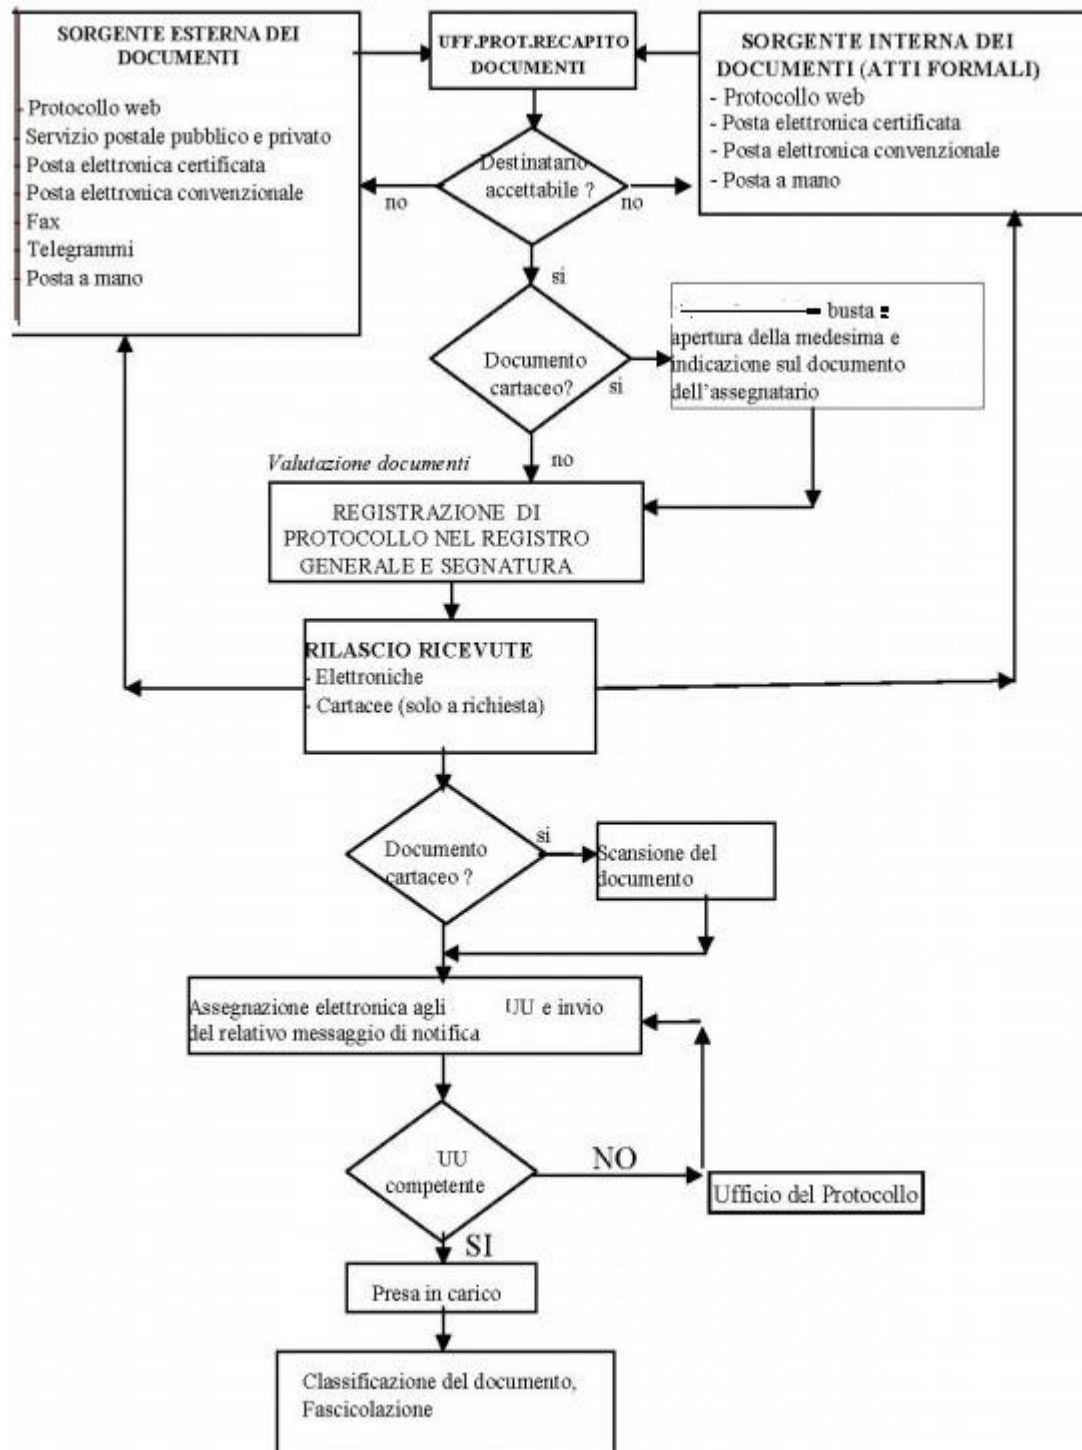 SORGENTE ESTERNA DEI
DOCUMENTI
- Protocollo web
- Servizio postale pubblico e privato
- Posta elettronica certificata
- Posta elettronica convenzionale
- Fax
- Telegrammi
- Posta a mano
UFF.PROT.RECAPITO
DOCUMENTI
SORGENTE INTERNA DEI
DOCUMENTI (ATTI FORMALI)
- Protocollo web
- Posta elettronica certificata
- Posta elettronica convenzionale
- Posta a mano
Destinatario
accettabile ?
no
no
si
Documento
cartaceo?
si
busta
apertura della medesima e
indicazione sul documento
dell'assegnatario
no
Valutazione documenti
REGISTRAZIONE DI
PROTOCOLLO NEL REGISTRO
GENERALE E SEGNATURA
RILASCIO RICEVUTE
- Elettroniche
- Cartacee (solo a richiesta)
Documento
cartaceo ?
si
Scansione del
documento
Assegnazione elettronica agli UU e invio
del relativo messaggio di notifica
UU
competente
NO
Ufficio del Protocollo
SI
Presa in carico
Classificazione del documento,
Fascicolazione